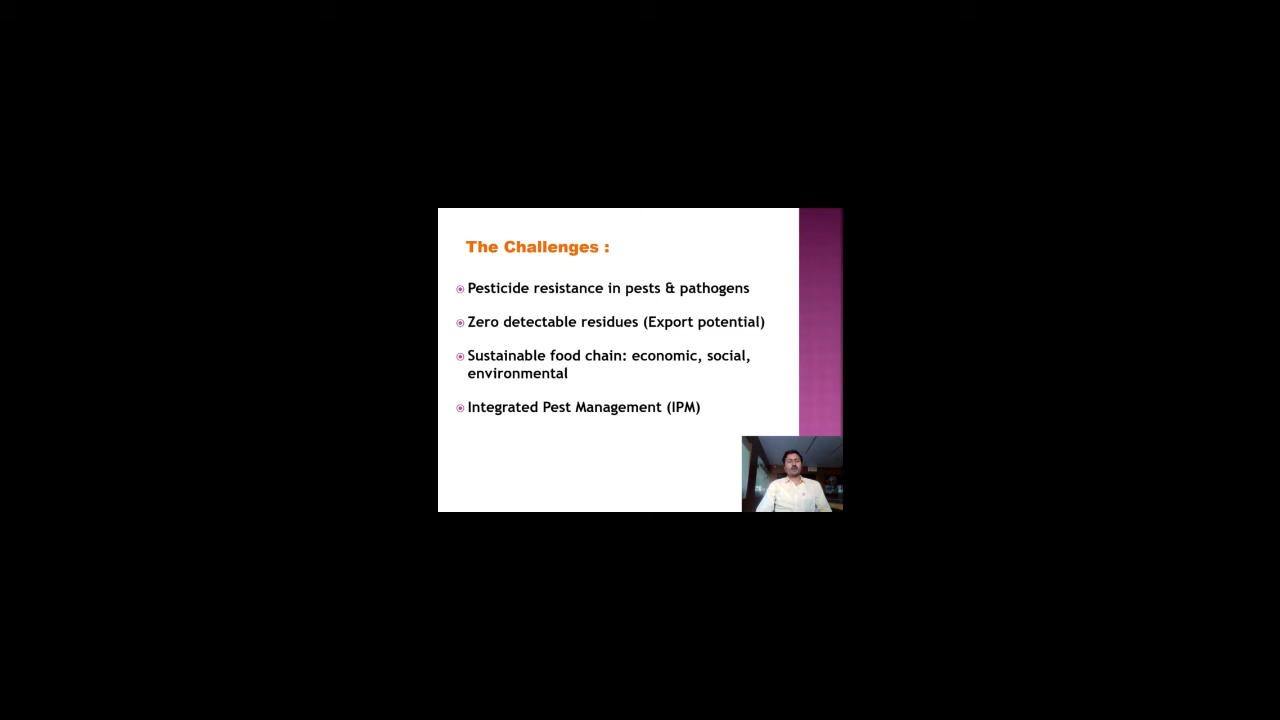 The Challenges :
Pesticide resistance in pests & pathogens
Zero detectable residues (Export potential)
Sustainable food chain: economic, social,
environmental
Integrated Pest Management (IPM)